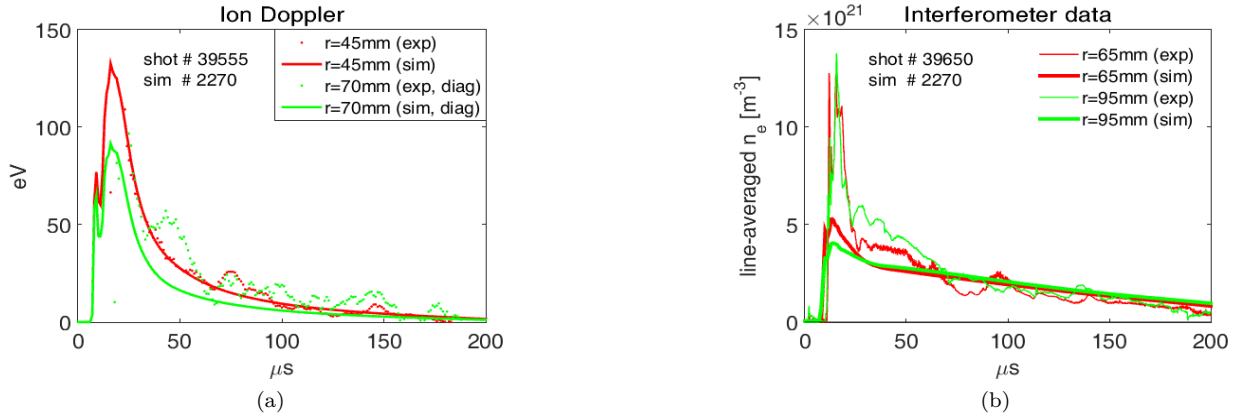 Ion Doppler
150
100
50
0
eV
shot # 39555
sim # 2270
r=45mm (exp)
r=45mm (sim)
r=70mm (exp, diag)
r=70mm (sim, diag)
0 50 100 150 200
μs
(a)
Interferometer data
× 10^21
15
10
5
0
line-averaged n_e [m^-3]
shot # 39650
sim # 2270
r=65mm (exp)
r=65mm (sim)
r=95mm (exp)
r=95mm (sim)
0 50 100 150 200
μs
(b)